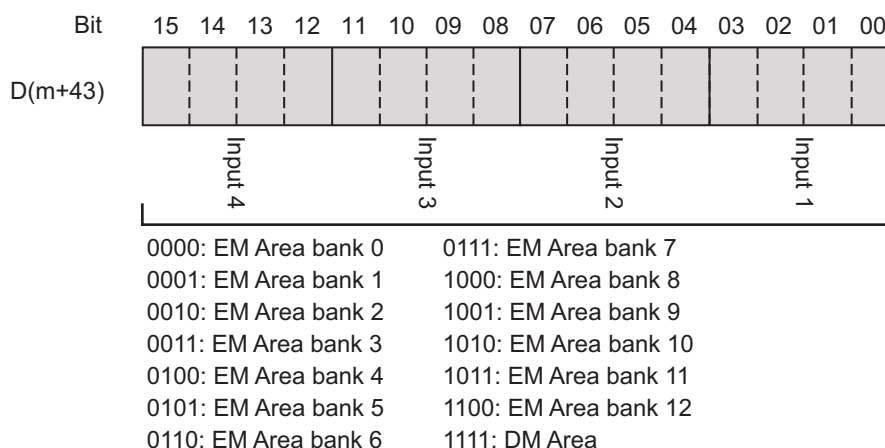 Bit 15 14 13 12 11 10 09 08 07 06 05 04 03 02 01 00
D(m+43)
Input 4 Input 3 Input 2 Input 1
0000: EM Area bank 0 0111: EM Area bank 7
0001: EM Area bank 1 1000: EM Area bank 8
0010: EM Area bank 2 1001: EM Area bank 9
0011: EM Area bank 3 1010: EM Area bank 10
0100: EM Area bank 4 1011: EM Area bank 11
0101: EM Area bank 5 1100: EM Area bank 12
0110: EM Area bank 6 1111: DM Area